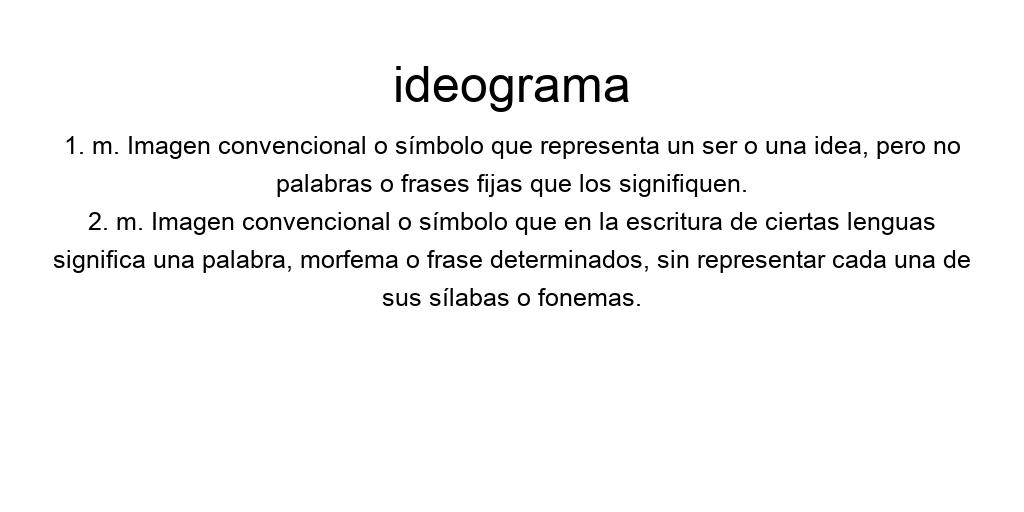 ideograma
1. m. Imagen convencional o símbolo que representa un ser o una idea, pero no
palabras o frases fijas que los signifiquen.
2. m. Imagen convencional o símbolo que en la escritura de ciertas lenguas
significa una palabra, morfema o frase determinados, sin representar cada una de
sus sílabas o fonemas.